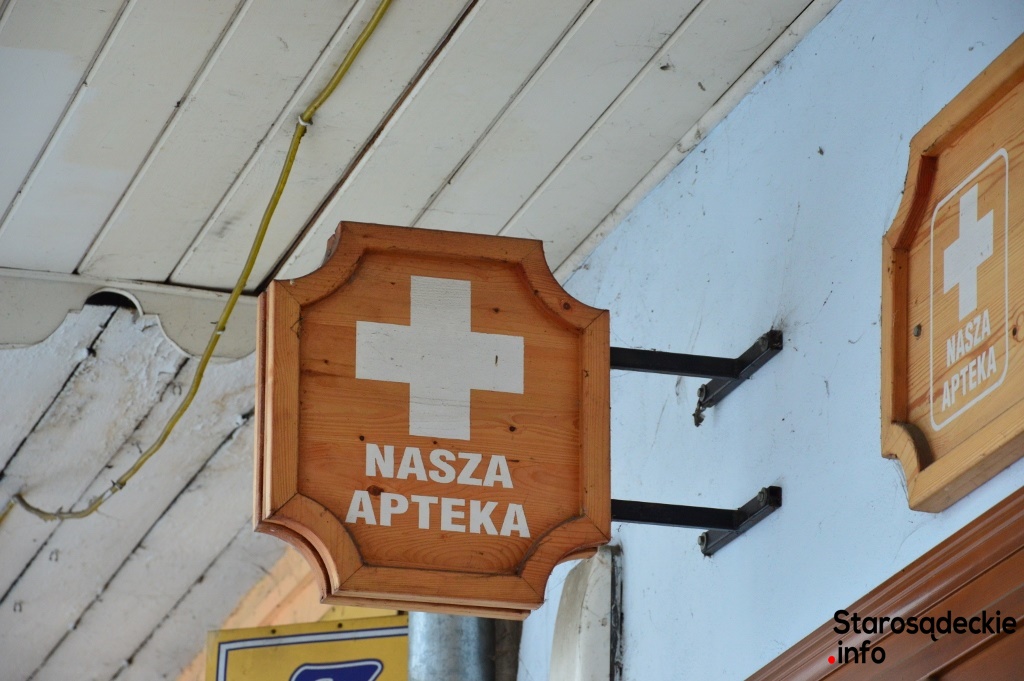 NASZA
APTEKA
NASZA
APTEKA
Starosądeckie
.info